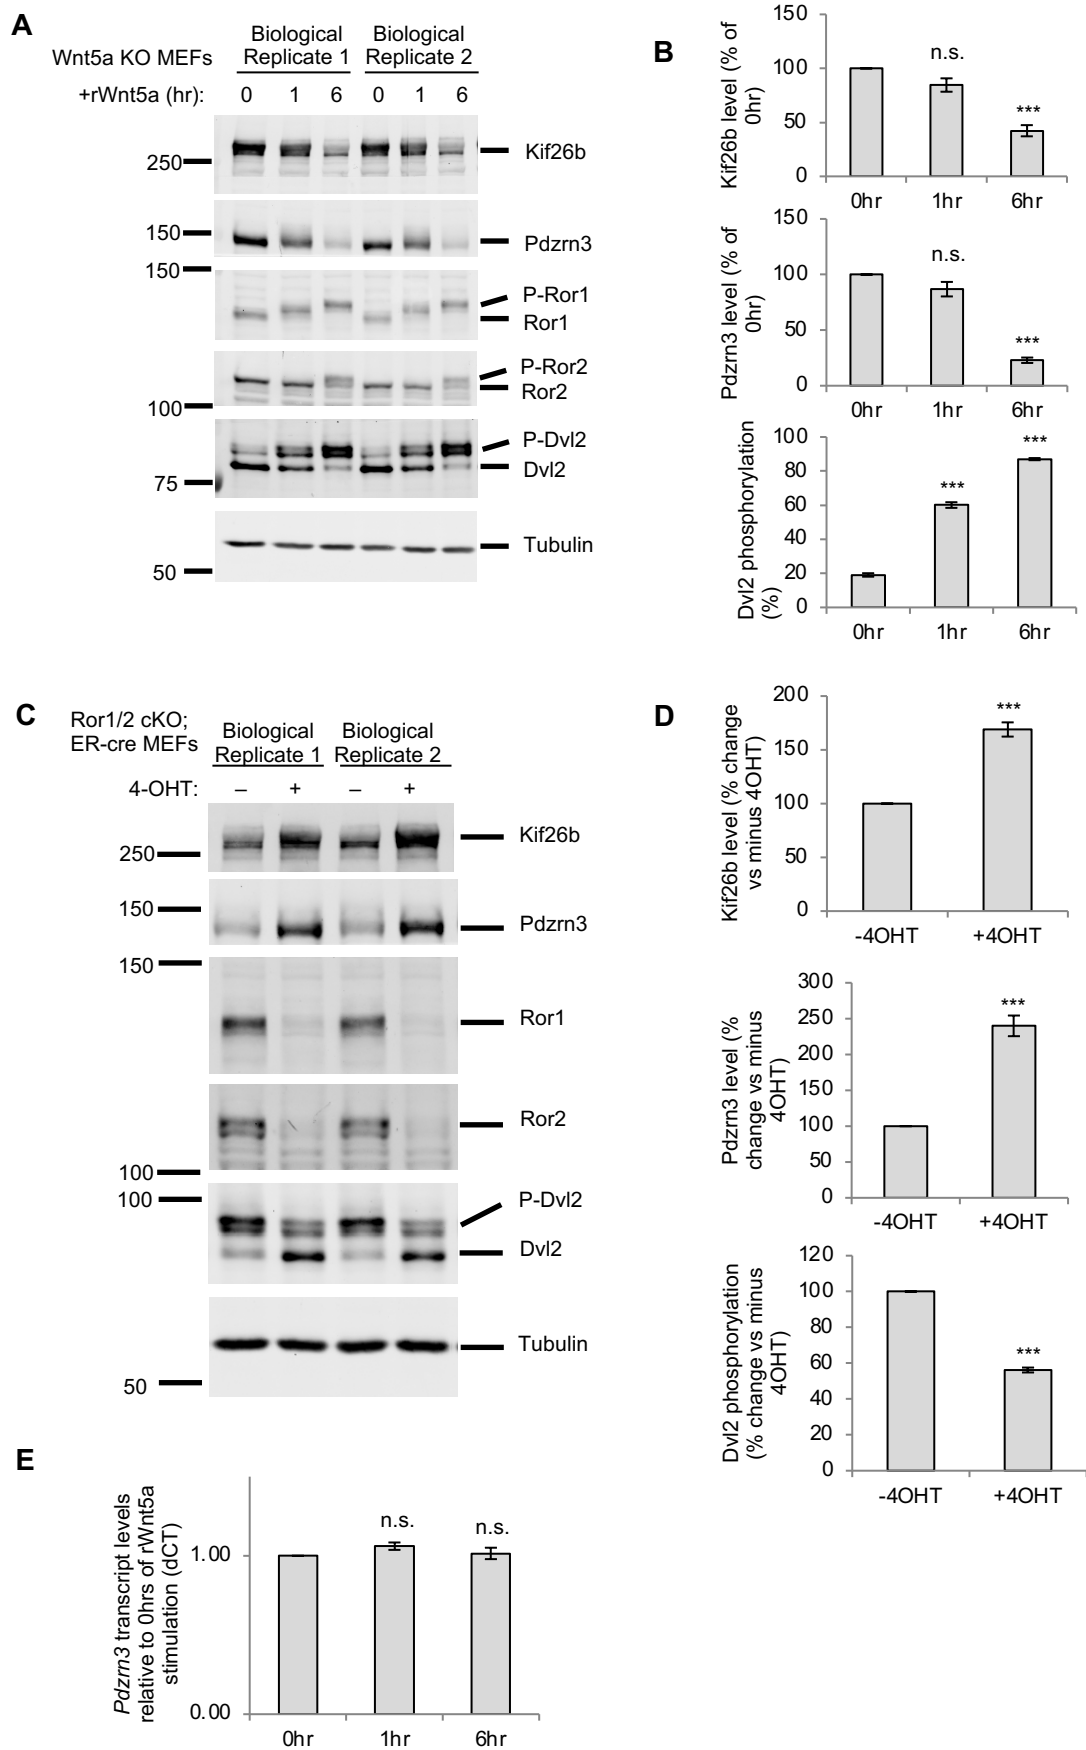 A
Wnt5a KO MEFs
Biological
Replicate 1
Biological
Replicate 2
+rWnt5a (hr):
0 1 6 0 1 6
250
Kif26b
150
Pdzrn3
150
P-Ror1
Ror1
P-Ror2
Ror2
100
P-Dvl2
Dvl2
75
Tubulin
50
B
Kif26b level (% of
0hr)
150
100
50
0
n.s.
***
0hr 1hr 6hr
Pdzrn3 level (% of
0hr)
150
100
50
0
n.s.
***
0hr 1hr 6hr
Dvl2 phosphorylation
(%)
100
80
60
40
20
0
***
***
0hr 1hr 6hr
C
Ror1/2 cKO;
ER-cre MEFs
Biological
Replicate 1
Biological
Replicate 2
4-OHT:
– + – +
Kif26b
250
150
Pdzrn3
150
Ror1
Ror2
100
100
P-Dvl2
Dvl2
Tubulin
50
D
Kif26b level (% change
vs minus 4OHT)
200
150
100
50
0
***
-4OHT +4OHT
Pdzrn3 level (%
change vs minus
4OHT)
300
250
200
150
100
50
0
***
-4OHT +4OHT
Dvl2 phosphorylation
(% change vs minus
4OHT)
120
100
80
60
40
20
0
***
-4OHT +4OHT
E
Pdzrn3 transcript levels
relative to 0hrs of rWnt5a
stimulation (dCT)
1.00
0.00
n.s.
n.s.
0hr 1hr 6hr